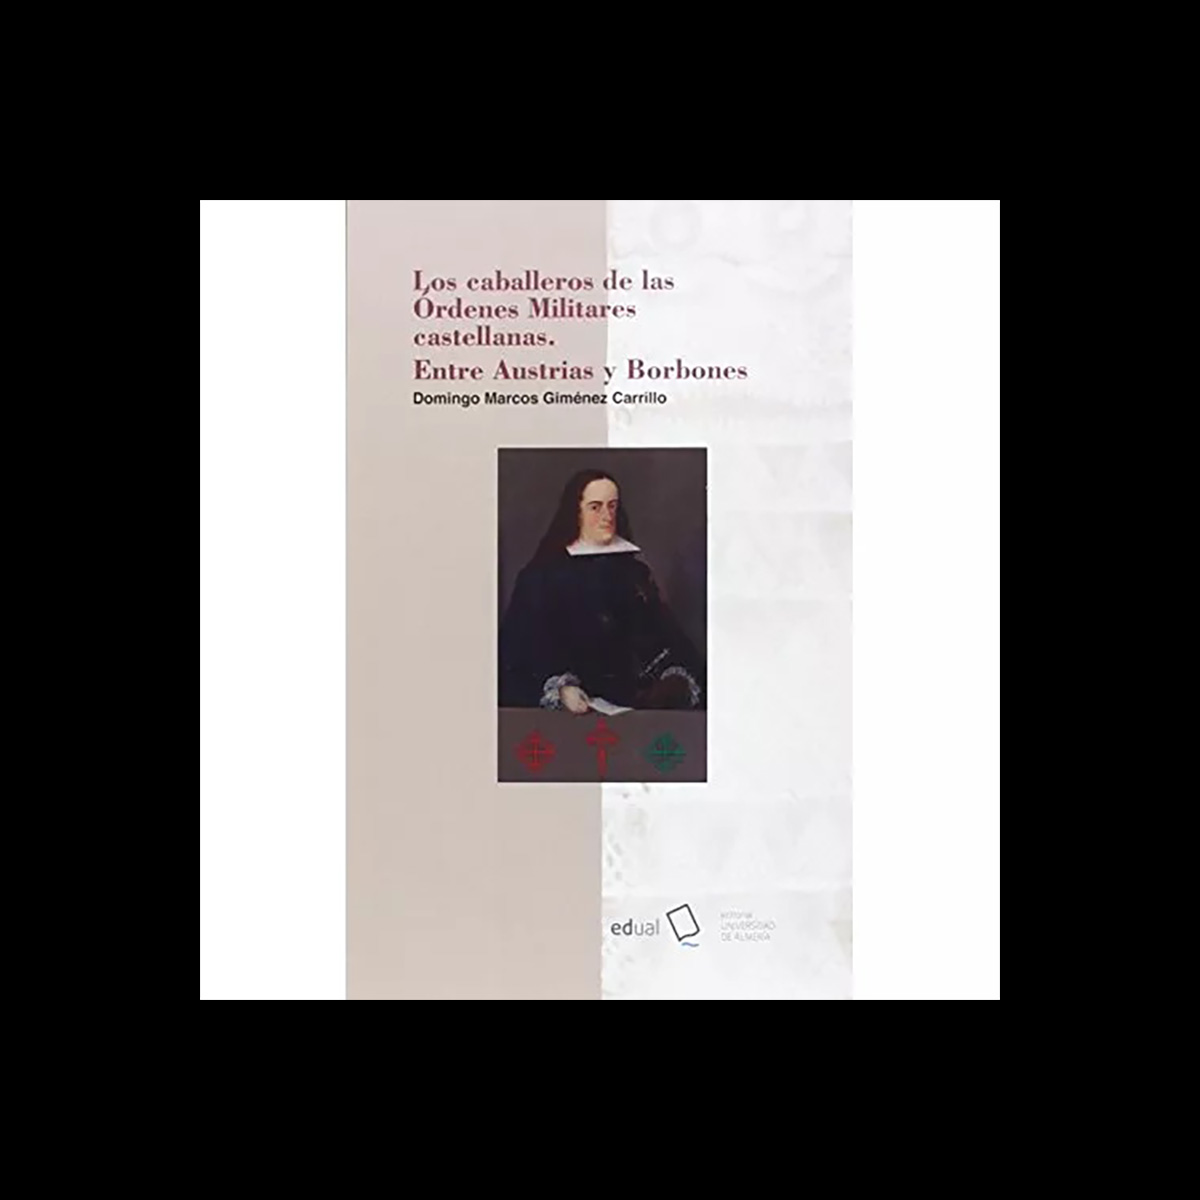 Los caballeros de las
Órdenes Militares
castellanas.
Entre Austrias y Borbones
Domingo Marcos Giménez Carrillo
edual
editorial
UNIVERSIDAD
DE ALMERÍA